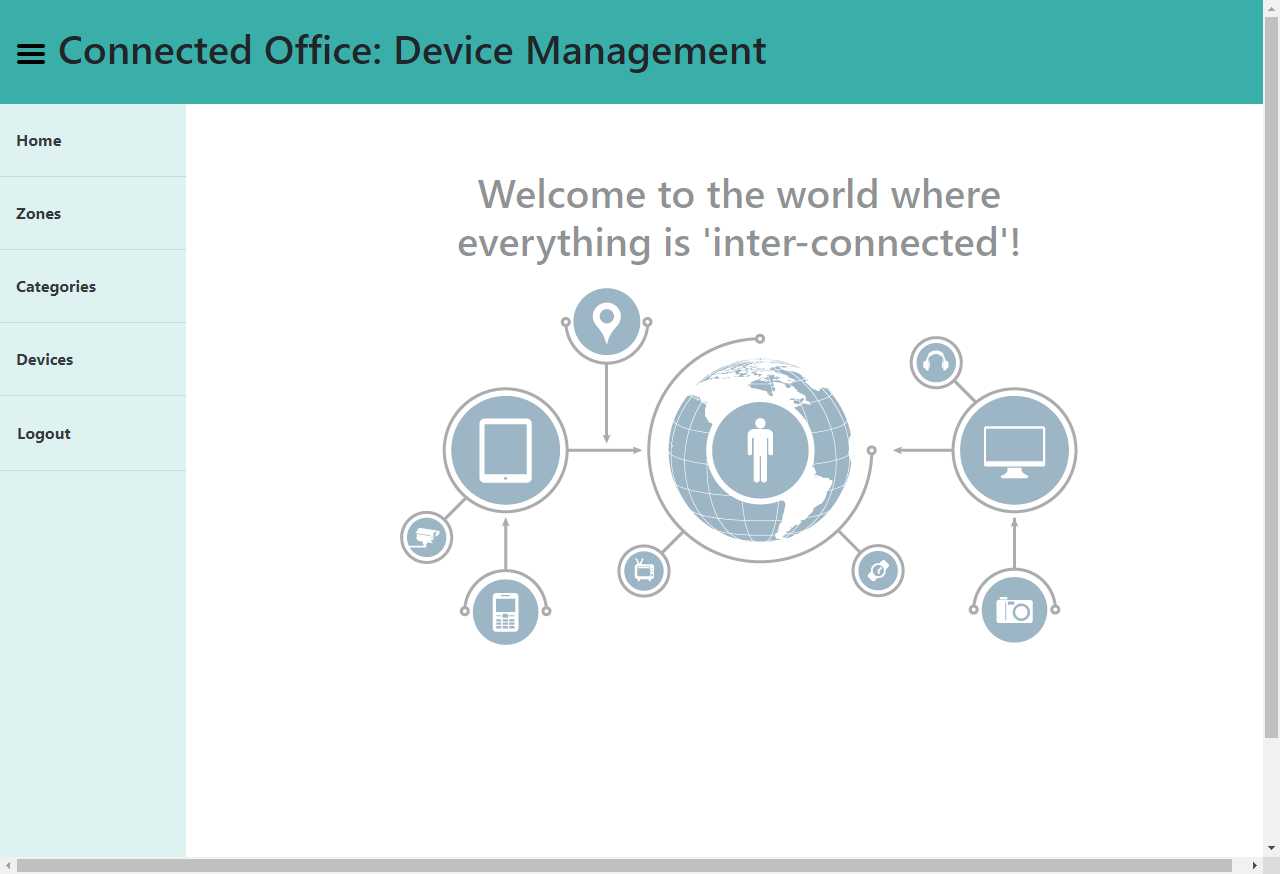 Connected Office: Device Management
Home
Zones
Categories
Devices
Logout
Welcome to the world where
everything is 'inter-connected'!